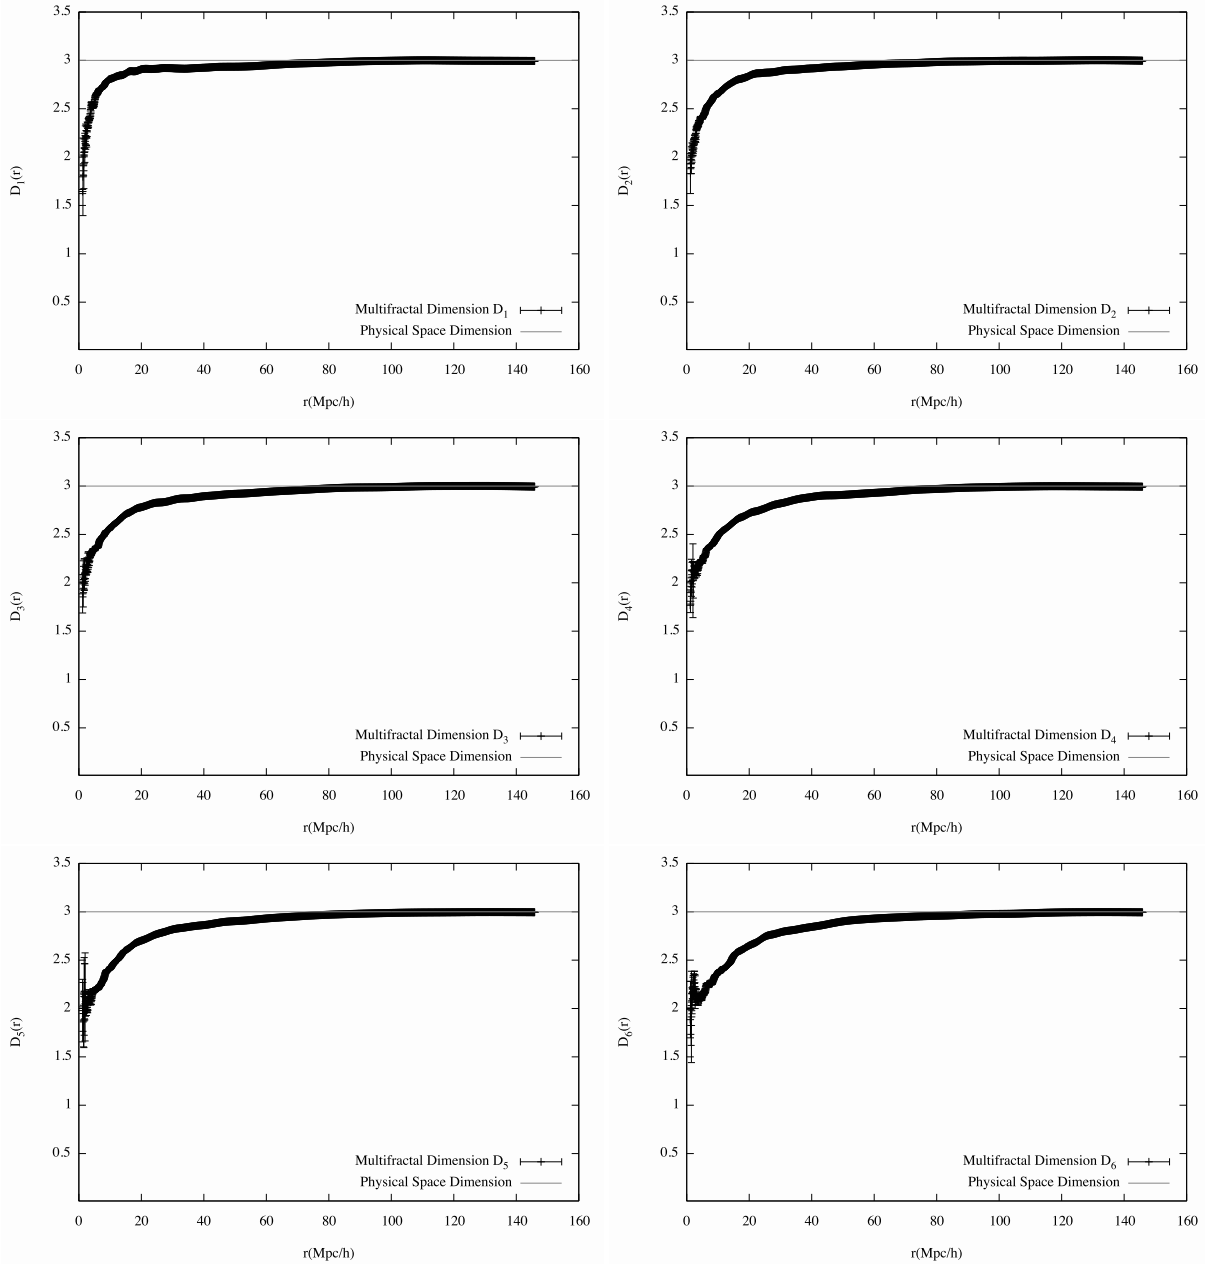 3.5
3
2.5
2
1.5
1
0.5
D1(r)
Multifractal Dimension D1
Physical Space Dimension
0 20 40 60 80 100 120 140 160
r(Mpc/h)
3.5
3
2.5
2
1.5
1
0.5
D2(r)
Multifractal Dimension D2
Physical Space Dimension
0 20 40 60 80 100 120 140 160
r(Mpc/h)
3.5
3
2.5
2
1.5
1
0.5
D3(r)
Multifractal Dimension D3
Physical Space Dimension
0 20 40 60 80 100 120 140 160
r(Mpc/h)
3.5
3
2.5
2
1.5
1
0.5
D4(r)
Multifractal Dimension D4
Physical Space Dimension
0 20 40 60 80 100 120 140 160
r(Mpc/h)
3.5
3
2.5
2
1.5
1
0.5
D5(r)
Multifractal Dimension D5
Physical Space Dimension
0 20 40 60 80 100 120 140 160
r(Mpc/h)
3.5
3
2.5
2
1.5
1
0.5
D6(r)
Multifractal Dimension D6
Physical Space Dimension
0 20 40 60 80 100 120 140 160
r(Mpc/h)